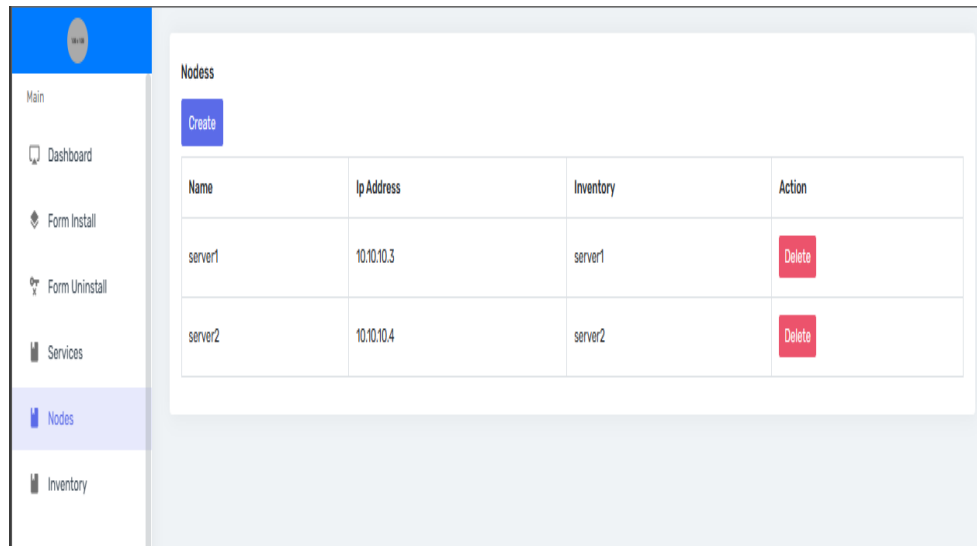 Main
Dashboard
Form Install
Form Uninstall
Services
Nodes
Inventory
Nodess
Create
Name Ip Address Inventory Action
server1 10.10.10.3 server1 Delete
server2 10.10.10.4 server2 Delete